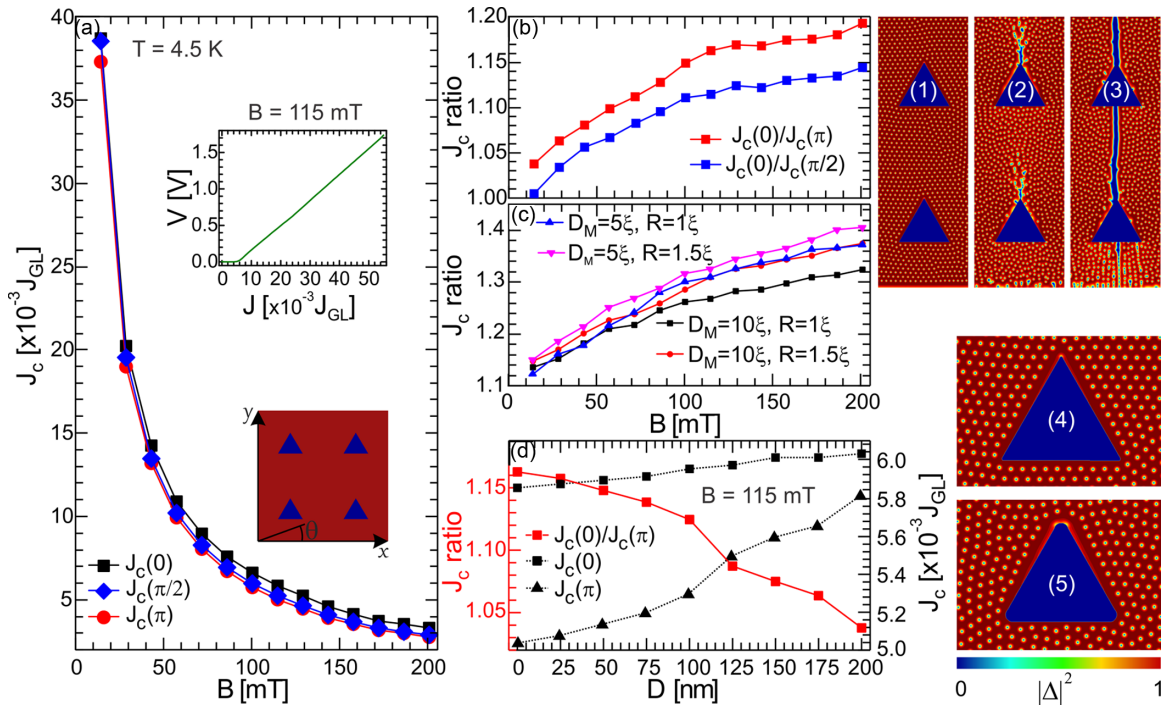 (a)
T = 4.5 K
J_c [x10^-3 J_GL]
40
35
30
25
20
15
10
5
0
50
100
150
200
B [mT]
B = 115 mT
V [V]
1.5
1.0
0.5
0.0
0
10
20
30
40
50
J [x10^-3 J_GL]
y
θ
x
J_c(0)
J_c(π/2)
J_c(π)
(b)
J_c ratio
1.20
1.15
1.10
1.05
1.00
J_c(0)/J_c(π)
J_c(0)/J_c(π/2)
(c)
J_c ratio
1.4
1.3
1.2
1.1
D_M=5ξ, R=1ξ
D_M=5ξ, R=1.5ξ
D_M=10ξ, R=1ξ
D_M=10ξ, R=1.5ξ
0
50
100
150
200
B [mT]
(d)
B = 115 mT
J_c ratio
1.15
1.10
1.05
J_c(0)/J_c(π)
J_c(0)
J_c(π)
6.0
5.8
5.6
5.4
5.2
5.0
J_c [x10^-3 J_GL]
0
25
50
75
100
125
150
175
200
D [nm]
(1)
(2)
(3)
(4)
(5)
0
|Δ|^2
1